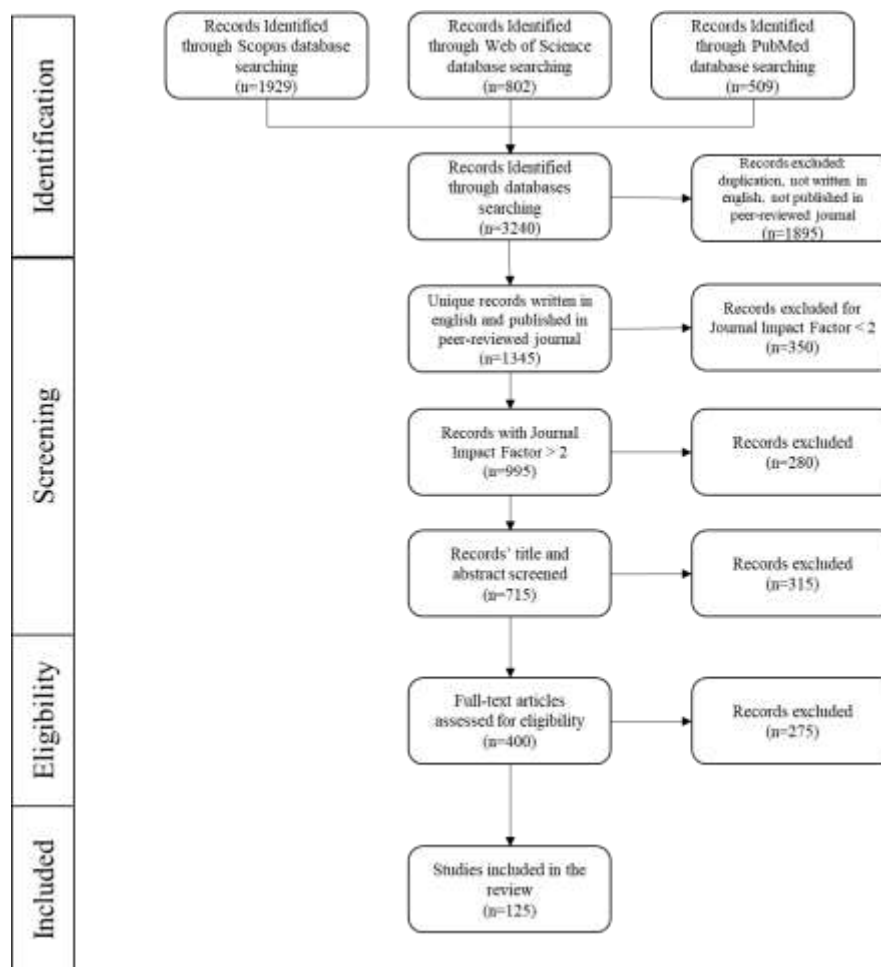 Identification
Records Identified
through Scopus database
searching
(n=1929)
Records Identified
through Web of Science
database searching
(n=802)
Records Identified
through PubMed
database searching
(n=509)
Records Identified
through databases
searching
(n=3240)
Records excluded:
duplication, not written in
english, not published in
peer-reviewed journal
(n=1895)
Screening
Unique records written in
english and published in
peer-reviewed journal
(n=1345)
Records excluded for
Journal Impact Factor < 2
(n=350)
Records with Journal
Impact Factor > 2
(n=995)
Records excluded
(n=280)
Records' title and
abstract screened
(n=715)
Records excluded
(n=315)
Eligibility
Full-text articles
assessed for eligibility
(n=400)
Records excluded
(n=275)
Included
Studies included in the
review
(n=125)